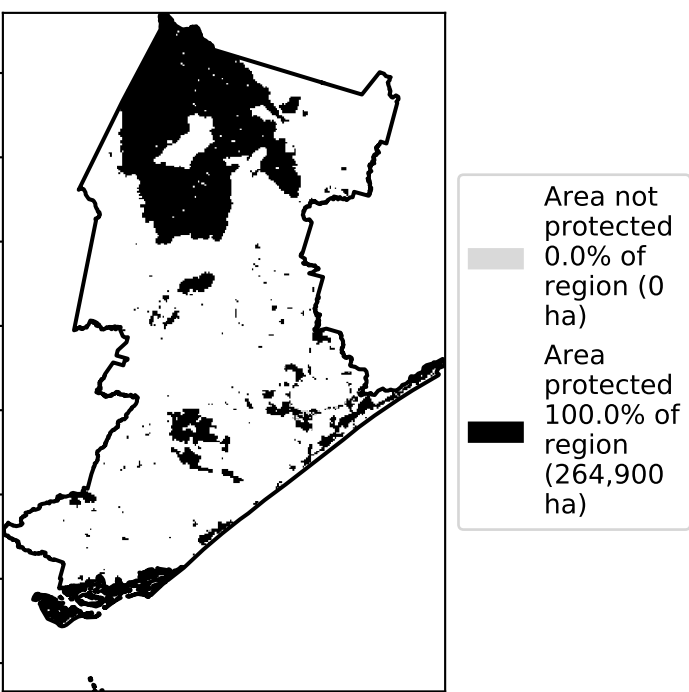 Area not
protected
0.0% of
region (0
ha)
Area
protected
100.0% of
region
(264,900
ha)